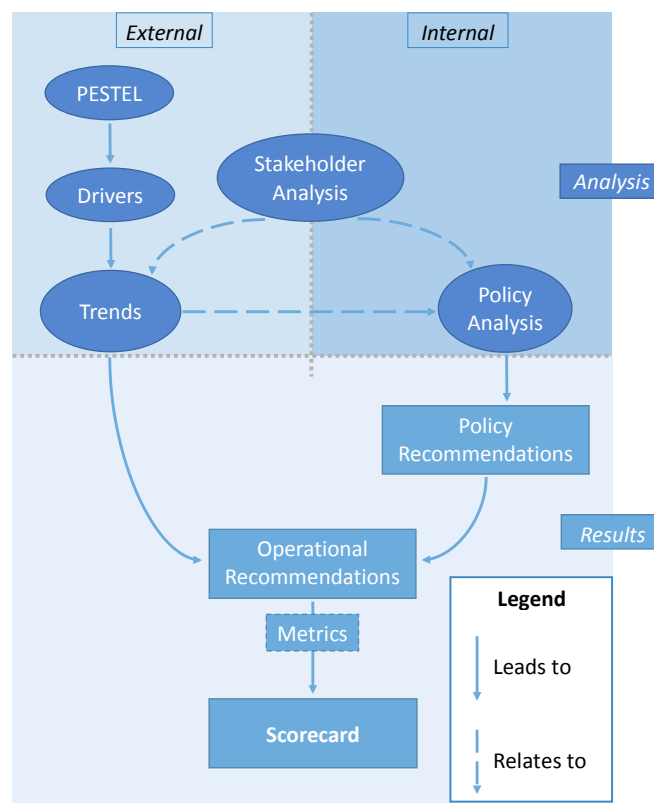 External
Internal
PESTEL
Stakeholder
Analysis
Drivers
Analysis
Trends
Policy
Analysis
Policy
Recommendations
Results
Operational
Recommendations
Metrics
Scorecard
Legend
Leads to
Relates to